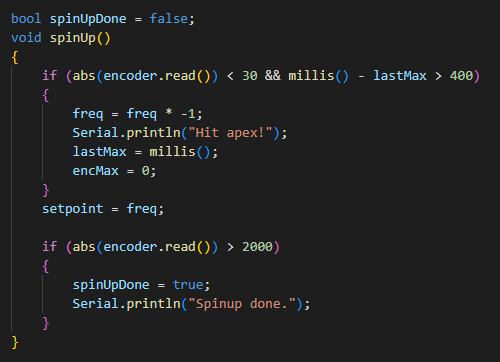 bool spinUpDone = false;
void spinUp()
{
    if (abs(encoder.read()) < 30 && millis() - lastMax > 400)
    {
        freq = freq * -1;
        Serial.println("Hit apex!");
        lastMax = millis();
        encMax = 0;
    }
    setpoint = freq;

    if (abs(encoder.read()) > 2000)
    {
        spinUpDone = true;
        Serial.println("Spinup done.");
    }
}